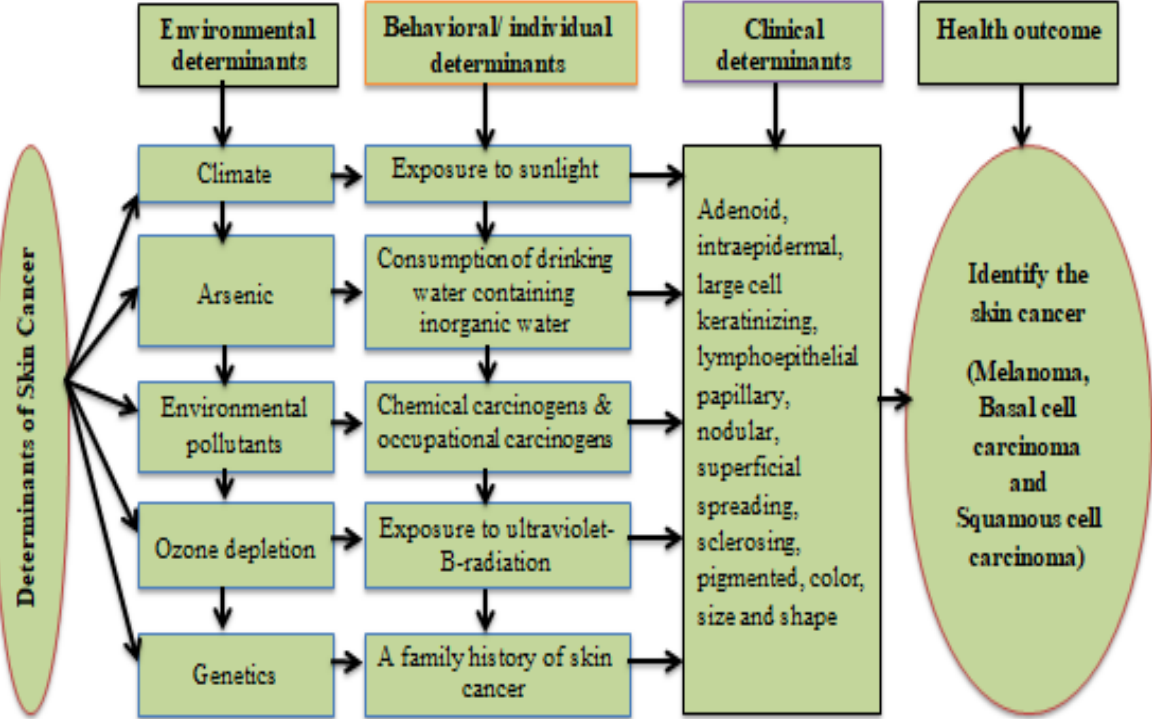 Environmental
determinants
Behavioral/ individual
determinants
Clinical
determinants
Health outcome
Determinants of Skin Cancer
Climate
Exposure to sunlight
Arsenic
Consumption of drinking
water containing
inorganic water
Environmental
pollutants
Chemical carcinogens &
occupational carcinogens
Ozone depletion
Exposure to ultraviolet-
B-radiation
Genetics
A family history of skin
cancer
Adenoid,
intraepidermal,
large cell
keratinizing,
lymphoepithelial
papillary,
nodular,
superficial
spreading,
sclerosing,
pigmented, color,
size and shape
Identify the
skin cancer
(Melanoma,
Basal cell
carcinoma
and
Squamous cell
carcinoma)